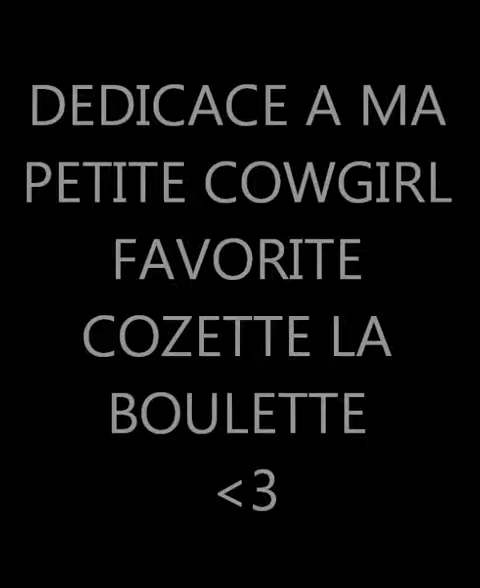 DEDICACE A MA
PETITE COWGIRL
FAVORITE
COZETTE LA
BOULETTE
<3